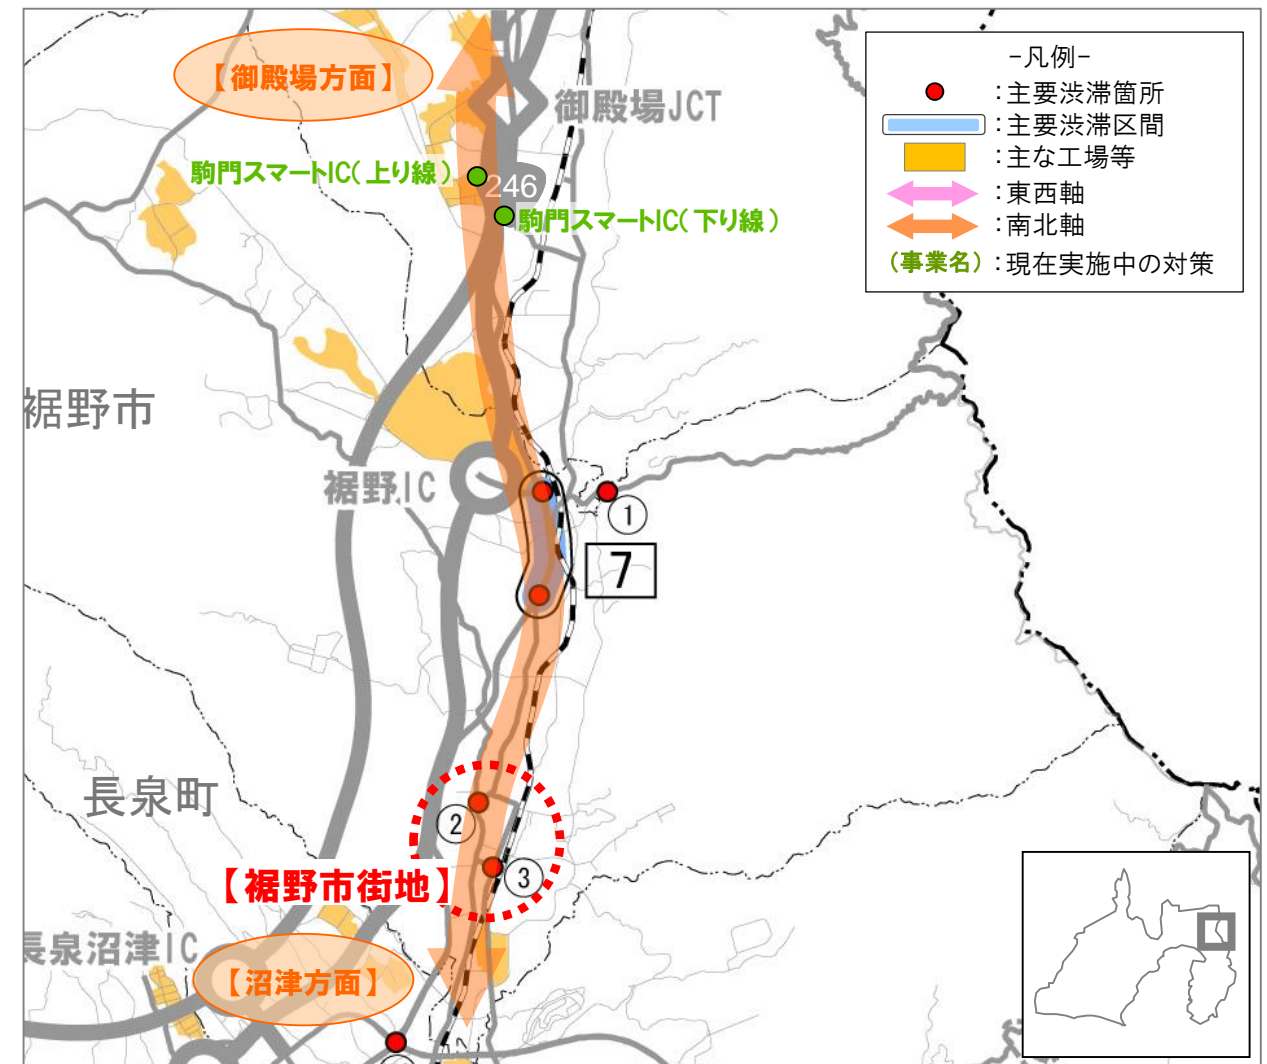 【御殿場方面】
御殿場JCT
駒門スマートIC（上り線）
246
駒門スマートIC（下り線）
-凡例-
：主要渋滞箇所
：主要渋滞区間
：主な工場等
：東西軸
：南北軸
（事業名）：現在実施中の対策
裾野市
裾野IC
①
7
長泉町
②
③
【裾野市街地】
長泉沼津IC
【沼津方面】